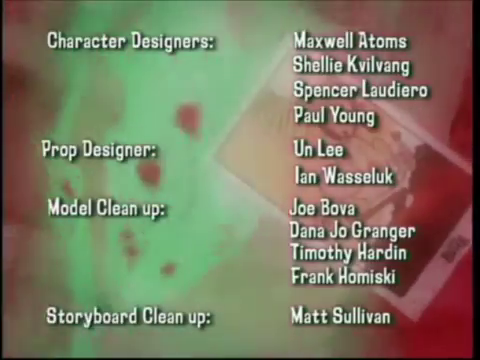 Character Designers: Maxwell Atoms
Shellie Kvilvang
Spencer Laudiero
Paul Young
Prop Designer: Un Lee
Ian Wasseluk
Model Clean up: Joe Bova
Dana Jo Granger
Timothy Hardin
Frank Homiski
Storyboard Clean up: Matt Sullivan